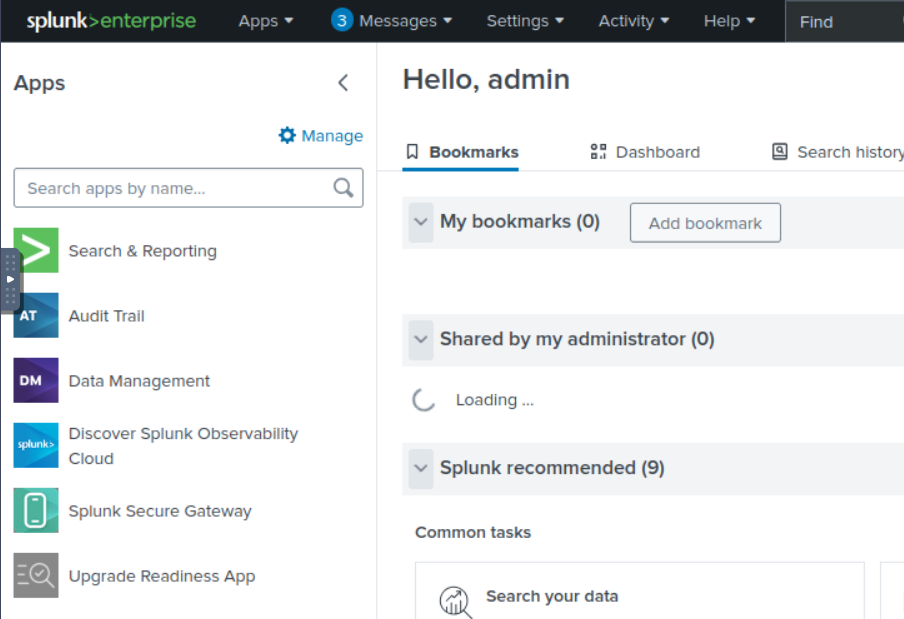 splunk>enterprise Apps 3 Messages Settings Activity Help Find
Apps
Manage
Search apps by name...
Search & Reporting
AT Audit Trail
DM Data Management
splunk> Discover Splunk Observability
Cloud
Splunk Secure Gateway
Upgrade Readiness App
Hello, admin
Bookmarks Dashboard Search history
My bookmarks (0) Add bookmark
Shared by my administrator (0)
Loading ...
Splunk recommended (9)
Common tasks
Search your data